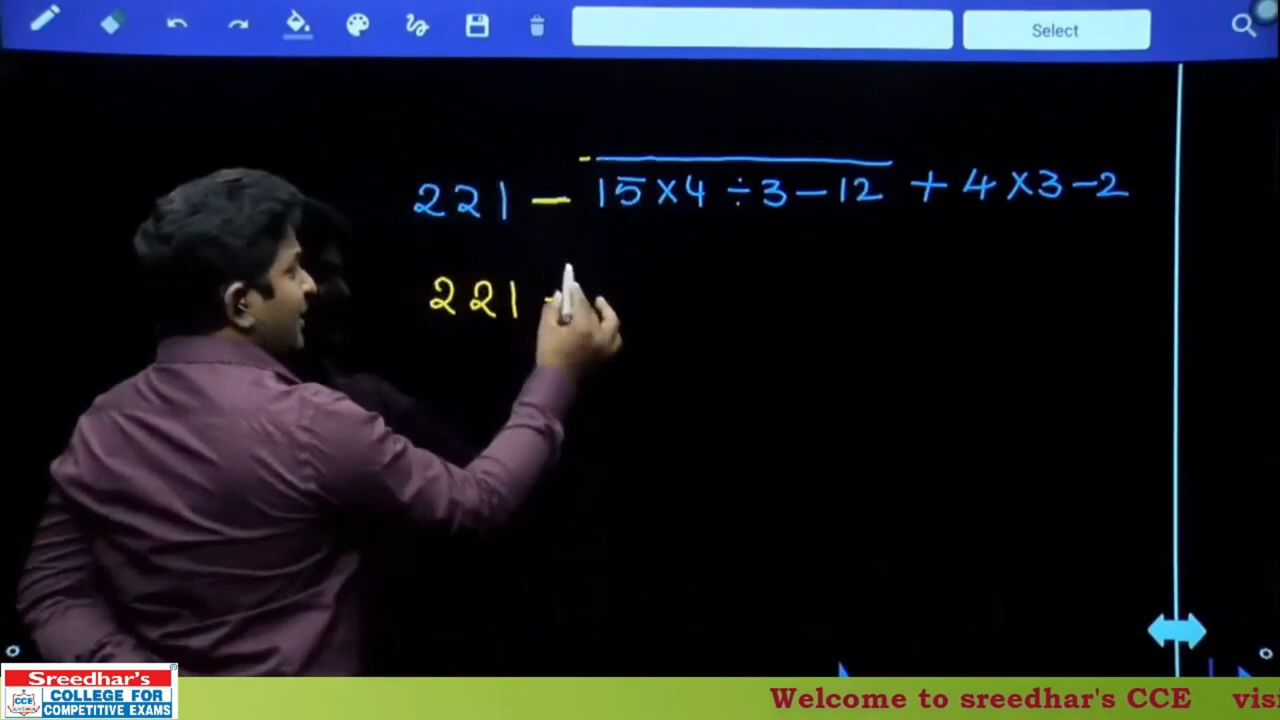 Select
221 - 15×4 ÷3-12 + 4×3-2
221 -
Sreedhar's
CCE
COLLEGE FOR
COMPETITIVE EXAMS
Welcome to sreedhar's CCE